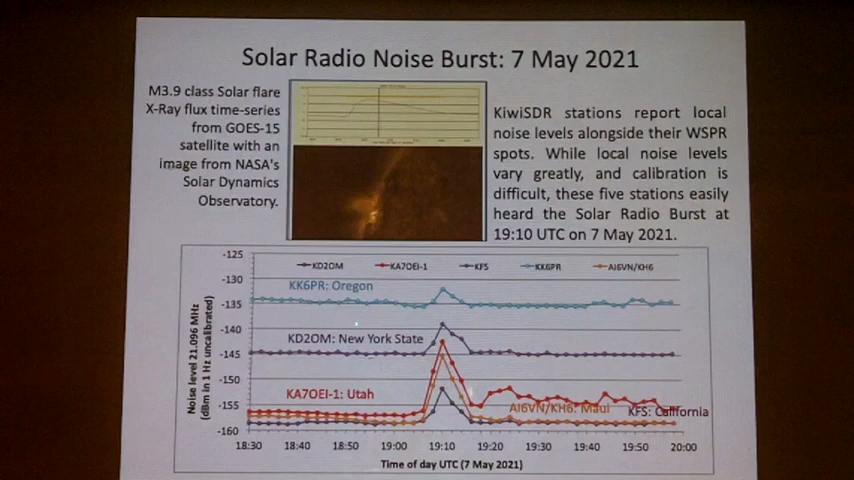 Solar Radio Noise Burst: 7 May 2021
M3.9 class Solar flare
X-Ray flux time-series
from GOES-15
satellite with an
image from NASA's
Solar Dynamics
Observatory.
KiwiSDR stations report local
noise levels alongside their WSPR
spots. While local noise levels
vary greatly, and calibration is
difficult, these five stations easily
heard the Solar Radio Burst at
19:10 UTC on 7 May 2021.
Noise level 21.096 MHz
(dBm in 1 Hz uncalibrated)
-125
-130
-135
-140
-145
-150
-155
-160
KD2OM KA7OEI-1 KFS KK6PR AI6VN/KH6
KK6PR: Oregon
KD2OM: New York State
KA7OEI-1: Utah
AI6VN/KH6: Maui
KFS: California
18:30 18:40 18:50 19:00 19:10 19:20 19:30 19:40 19:50 20:00
Time of day UTC (7 May 2021)